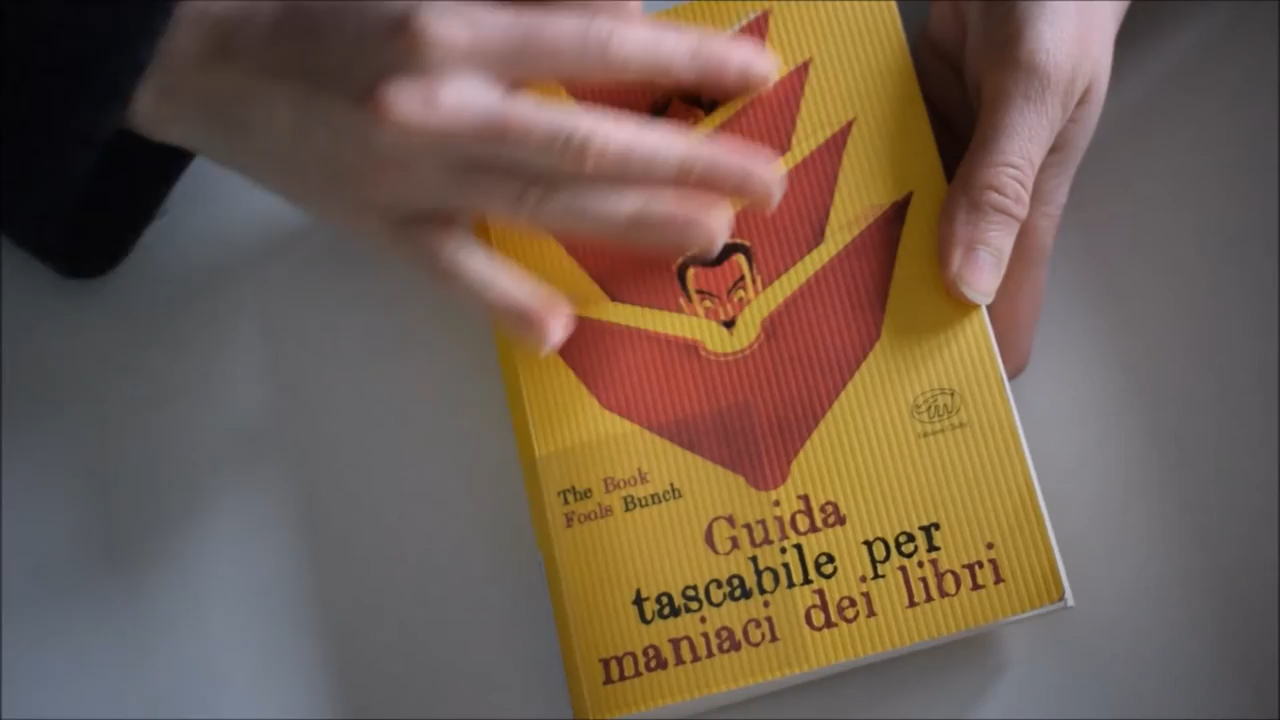 The Book
Fools Bunch
Guida
tascabile per
maniaci dei libri